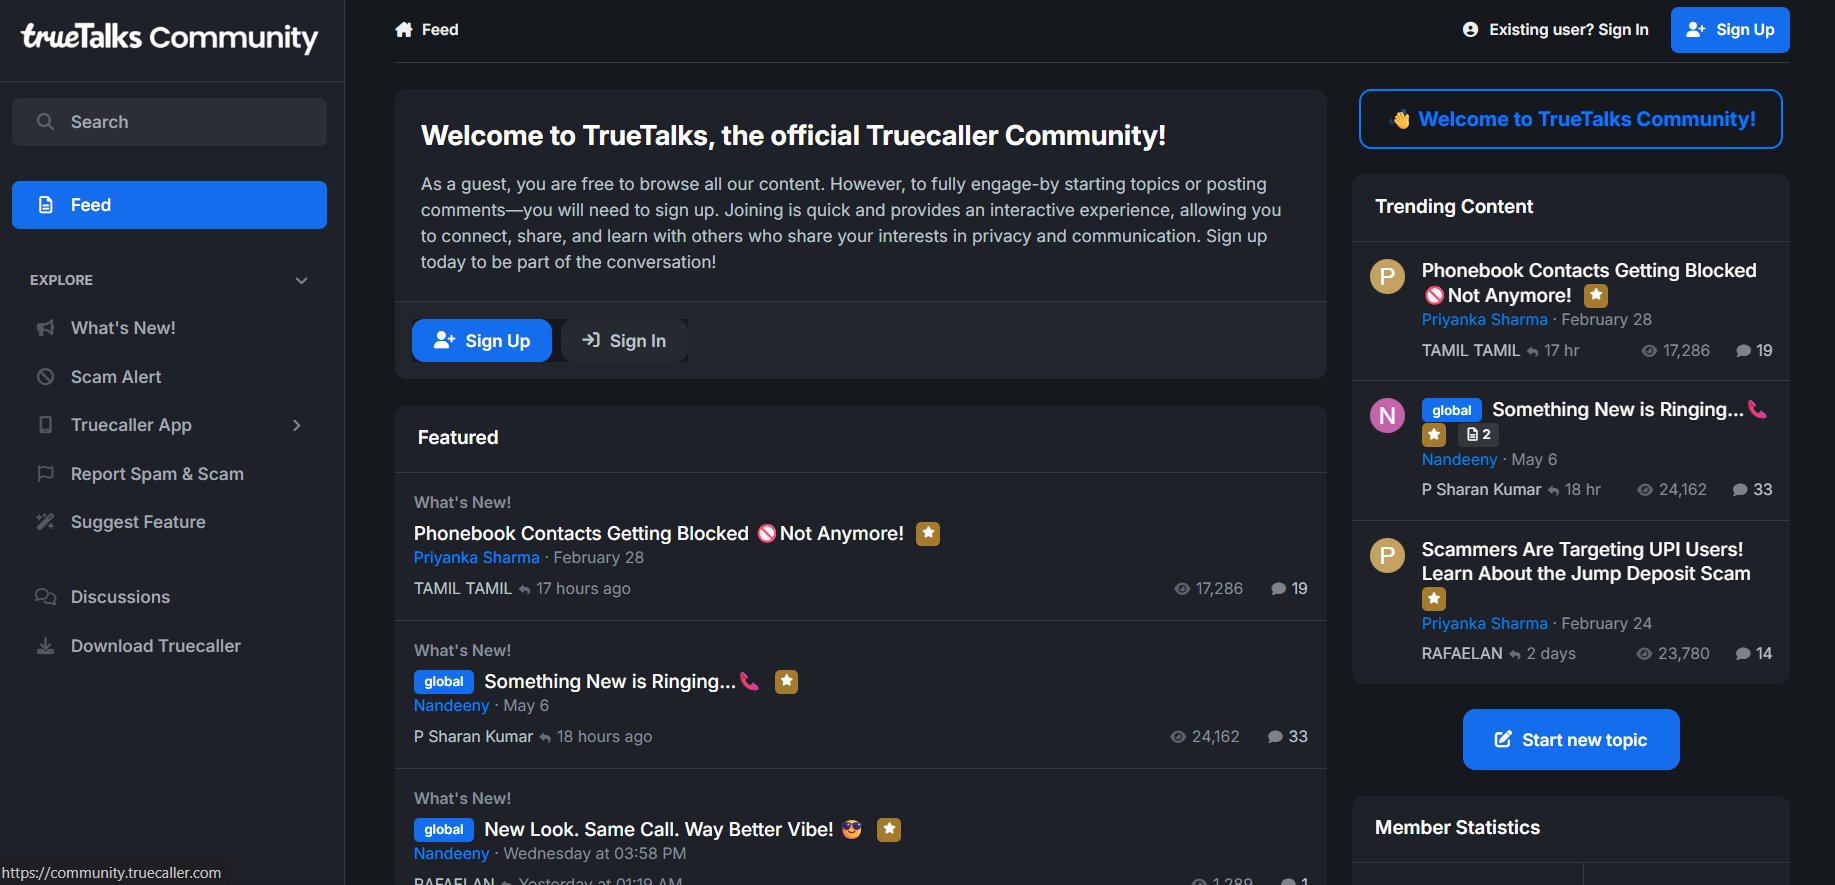 trueTalks Community
Search
Feed
EXPLORE
What's New!
Scam Alert
Truecaller App
Report Spam & Scam
Suggest Feature
Discussions
Download Truecaller
https://community.truecaller.com
Feed
Existing user? Sign In
Sign Up
Welcome to TrueTalks, the official Truecaller Community!
As a guest, you are free to browse all our content. However, to fully engage-by starting topics or posting
comments—you will need to sign up. Joining is quick and provides an interactive experience, allowing you
to connect, share, and learn with others who share your interests in privacy and communication. Sign up
today to be part of the conversation!
Sign Up
Sign In
Featured
What's New!
Phonebook Contacts Getting Blocked 🚫Not Anymore!
Priyanka Sharma · February 28
TAMIL TAMIL 17 hours ago 17,286 19
What's New!
global Something New is Ringing...📞
Nandeeny · May 6
P Sharan Kumar 18 hours ago 24,162 33
What's New!
global New Look. Same Call. Way Better Vibe! 😎
Nandeeny · Wednesday at 03:58 PM
RAFAELAN Yesterday at 01:19 AM 1,289 1
👋 Welcome to TrueTalks Community!
Trending Content
P
Phonebook Contacts Getting Blocked
🚫Not Anymore!
Priyanka Sharma · February 28
TAMIL TAMIL 17 hr 17,286 19
N
global Something New is Ringing...📞
2
Nandeeny · May 6
P Sharan Kumar 18 hr 24,162 33
P
Scammers Are Targeting UPI Users!
Learn About the Jump Deposit Scam
Priyanka Sharma · February 24
RAFAELAN 2 days 23,780 14
Start new topic
Member Statistics